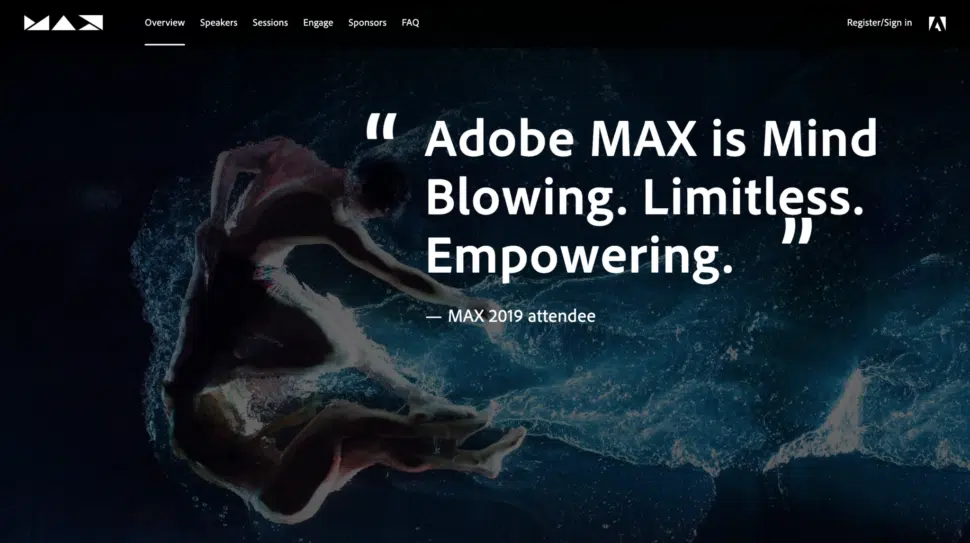 MAX
Overview Speakers Sessions Engage Sponsors FAQ Register/Sign in
“ Adobe MAX is Mind
Blowing. Limitless.
Empowering. ”
— MAX 2019 attendee